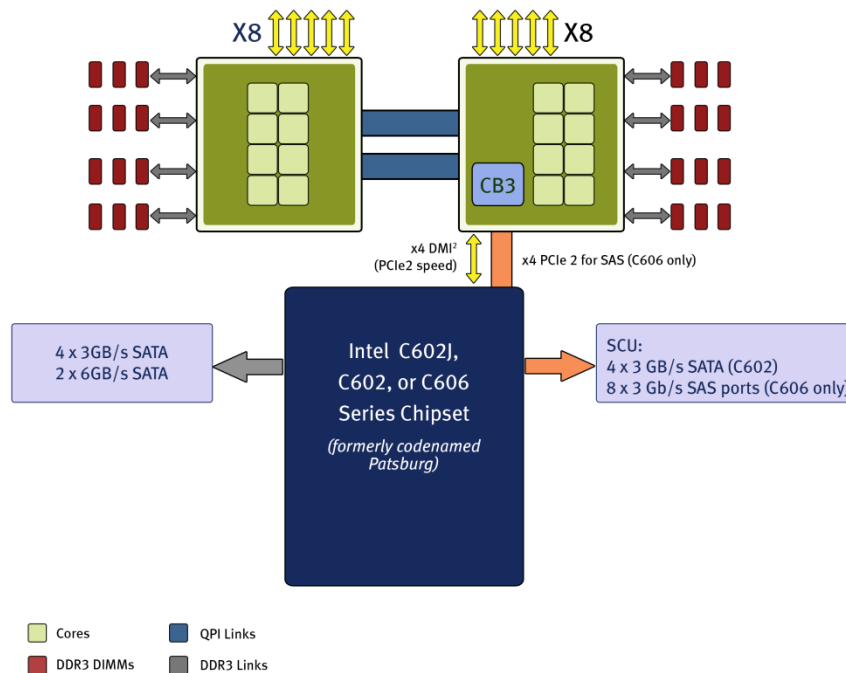 X8
X8
CB3
x4 DMI²
(PCIe2 speed)
x4 PCIe 2 for SAS (C606 only)
4 x 3GB/s SATA
2 x 6GB/s SATA
Intel C602J,
C602, or C606
Series Chipset
(formerly codenamed
Patsburg)
SCU:
4 x 3 GB/s SATA (C602)
8 x 3 Gb/s SAS ports (C606 only)
Cores
QPI Links
DDR3 DIMMs
DDR3 Links